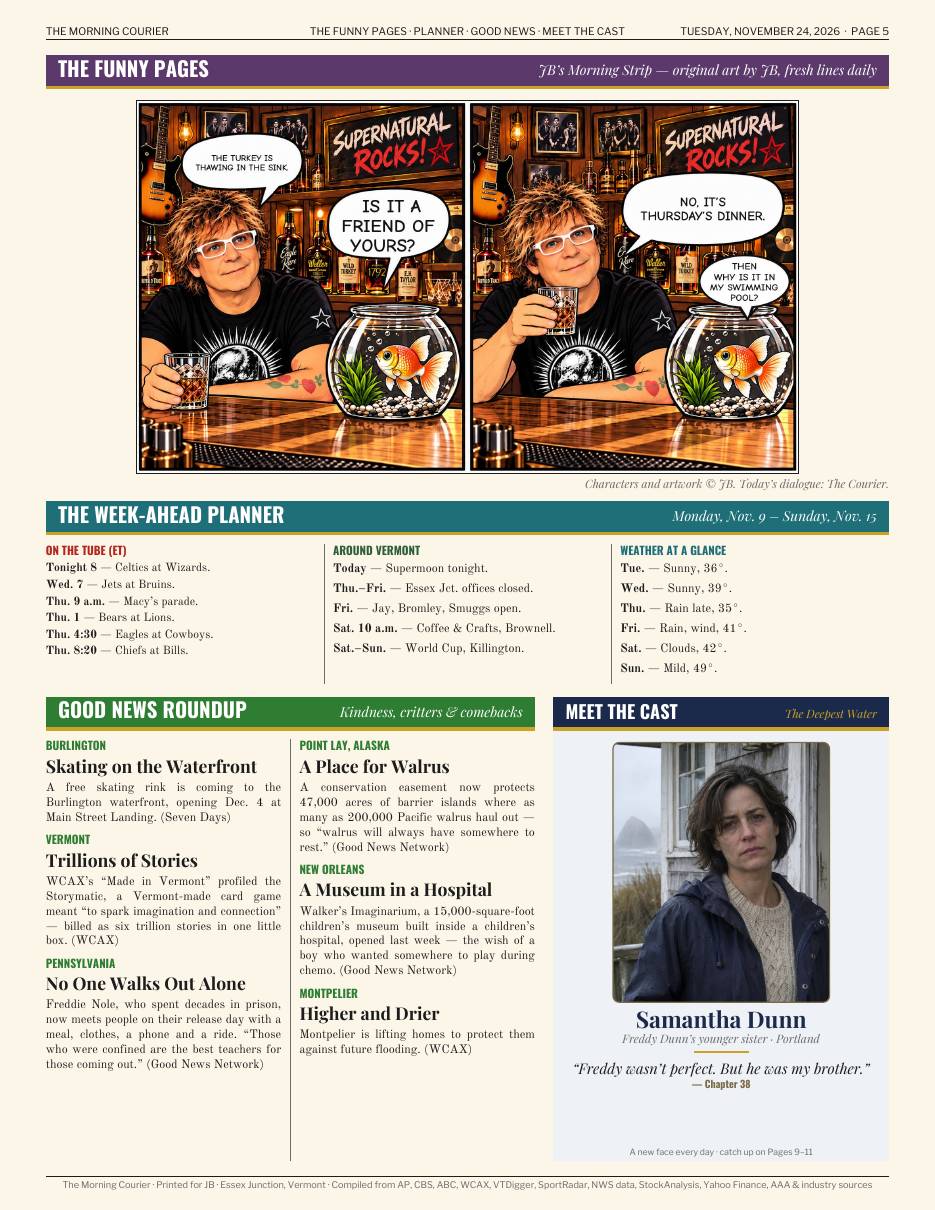 THE MORNING COURIER
THE FUNNY PAGES · PLANNER · GOOD NEWS · MEET THE CAST
TUESDAY, NOVEMBER 24, 2026 · PAGE 5
THE FUNNY PAGES
JB's Morning Strip — original art by JB, fresh lines daily
SUPERNATURAL
ROCKS!
THE TURKEY IS
THAWING IN THE SINK.
IS IT A
FRIEND OF
YOURS?
Eagle
Rare
Weller
WILD
TURKEY
1792
E.H.
TAYLOR
SUPERNATURAL
ROCKS!
NO, IT'S
THURSDAY'S DINNER.
THEN
WHY IS IT IN
MY SWIMMING
POOL?
Eagle
Rare
Weller
Characters and artwork © JB. Today's dialogue: The Courier.
THE WEEK-AHEAD PLANNER
Monday, Nov. 9 – Sunday, Nov. 15
ON THE TUBE (ET)
Tonight 8 — Celtics at Wizards.
Wed. 7 — Jets at Bruins.
Thu. 9 a.m. — Macy's parade.
Thu. 1 — Bears at Lions.
Thu. 4:30 — Eagles at Cowboys.
Thu. 8:20 — Chiefs at Bills.
AROUND VERMONT
Today — Supermoon tonight.
Thu.–Fri. — Essex Jct. offices closed.
Fri. — Jay, Bromley, Smuggs open.
Sat. 10 a.m. — Coffee & Crafts, Brownell.
Sat.–Sun. — World Cup, Killington.
WEATHER AT A GLANCE
Tue. — Sunny, 36°.
Wed. — Sunny, 39°.
Thu. — Rain late, 35°.
Fri. — Rain, wind, 41°.
Sat. — Clouds, 42°.
Sun. — Mild, 49°.
GOOD NEWS ROUNDUP
Kindness, critters & comebacks
BURLINGTON
Skating on the Waterfront
A free skating rink is coming to the
Burlington waterfront, opening Dec. 4 at
Main Street Landing. (Seven Days)
VERMONT
Trillions of Stories
WCAX's “Made in Vermont” profiled the
Storymatic, a Vermont-made card game
meant “to spark imagination and connection”
— billed as six trillion stories in one little
box. (WCAX)
PENNSYLVANIA
No One Walks Out Alone
Freddie Nole, who spent decades in prison,
now meets people on their release day with a
meal, clothes, a phone and a ride. “Those
who were confined are the best teachers for
those coming out.” (Good News Network)
POINT LAY, ALASKA
A Place for Walrus
A conservation easement now protects
47,000 acres of barrier islands where as
many as 200,000 Pacific walrus haul out —
so “walrus will always have somewhere to
rest.” (Good News Network)
NEW ORLEANS
A Museum in a Hospital
Walker's Imaginarium, a 15,000-square-foot
children's museum built inside a children's
hospital, opened last week — the wish of a
boy who wanted somewhere to play during
chemo. (Good News Network)
MONTPELIER
Higher and Drier
Montpelier is lifting homes to protect them
against future flooding. (WCAX)
MEET THE CAST
The Deepest Water
Samantha Dunn
Freddy Dunn's younger sister · Portland
“Freddy wasn't perfect. But he was my brother.”
— Chapter 38
A new face every day · catch up on Pages 9–11
The Morning Courier · Printed for JB · Essex Junction, Vermont · Compiled from AP, CBS, ABC, WCAX, VTDigger, SportRadar, NWS data, StockAnalysis, Yahoo Finance, AAA & industry sources